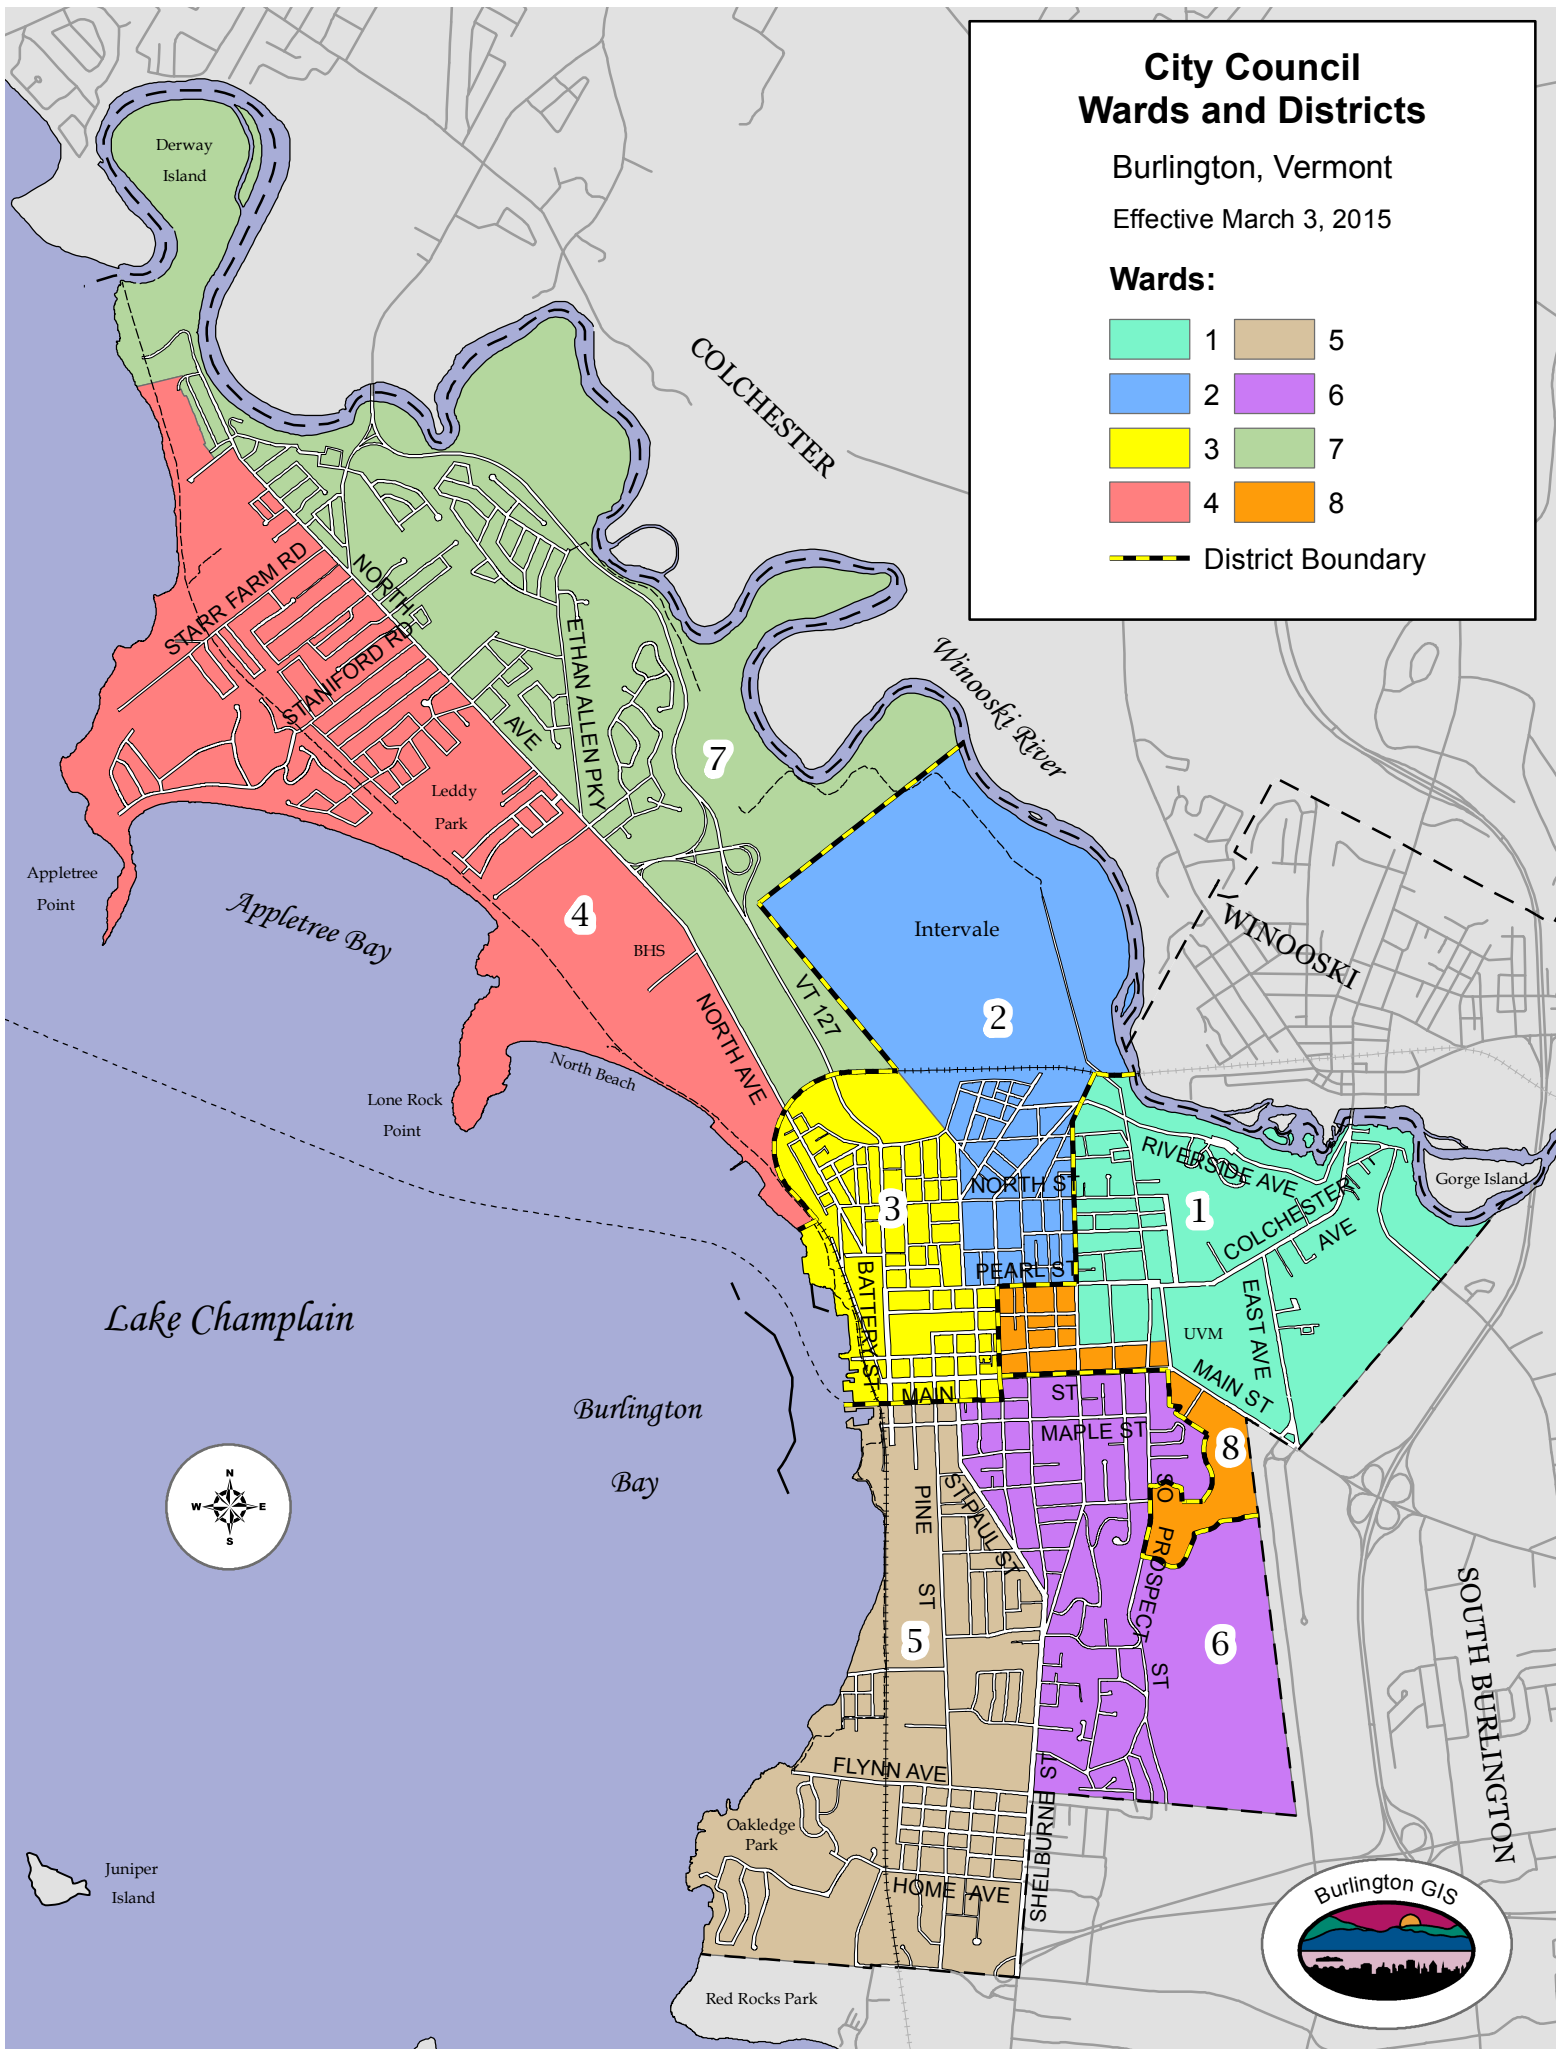 City Council
Wards and Districts
Burlington, Vermont
Effective March 3, 2015
Wards:
1
5
2
6
3
7
4
8
District Boundary
Derway
Island
COLCHESTER
STARR FARM RD
NORTH
STANIFORD RD
AVE
ETHAN ALLEN PKY
Winooski River
7
Leddy
Park
Appletree
Point
Appletree Bay
4
BHS
Intervale
WINOOSKI
VT 127
2
NORTH AVE
North Beach
Lone Rock
Point
RIVERSIDE AVE
NORTH ST
Gorge Island
3
1
COLCHESTER
AVE
PEARL ST
BATTERY ST
EAST AVE
Lake Champlain
UVM
MAIN ST
MAIN
ST
Burlington
Bay
MAPLE ST
8
N
W
E
S
PINE
ST
ST PAUL ST
SO PROSPECT ST
5
6
SOUTH BURLINGTON
FLYNN AVE
SHELBURNE ST
Oakledge
Park
HOME AVE
Juniper
Island
Burlington GIS
Red Rocks Park